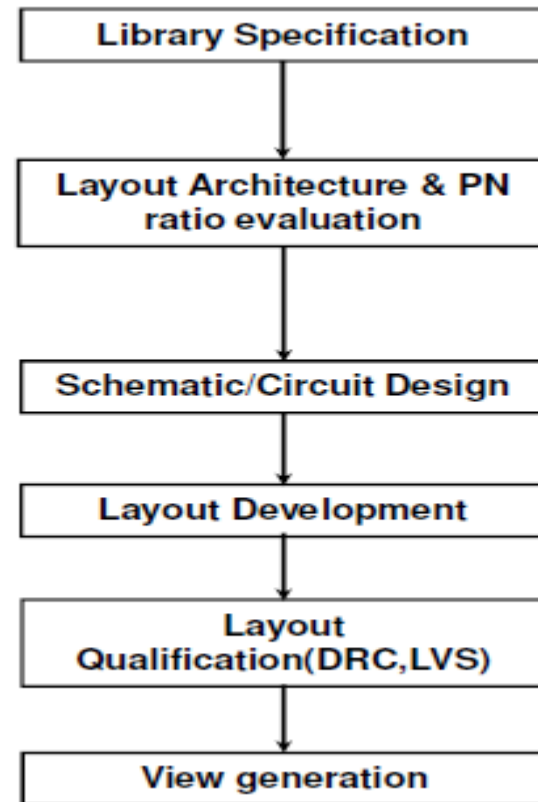 Library Specification
Layout Architecture & PN
ratio evaluation
Schematic/Circuit Design
Layout Development
Layout
Qualification(DRC,LVS)
View generation